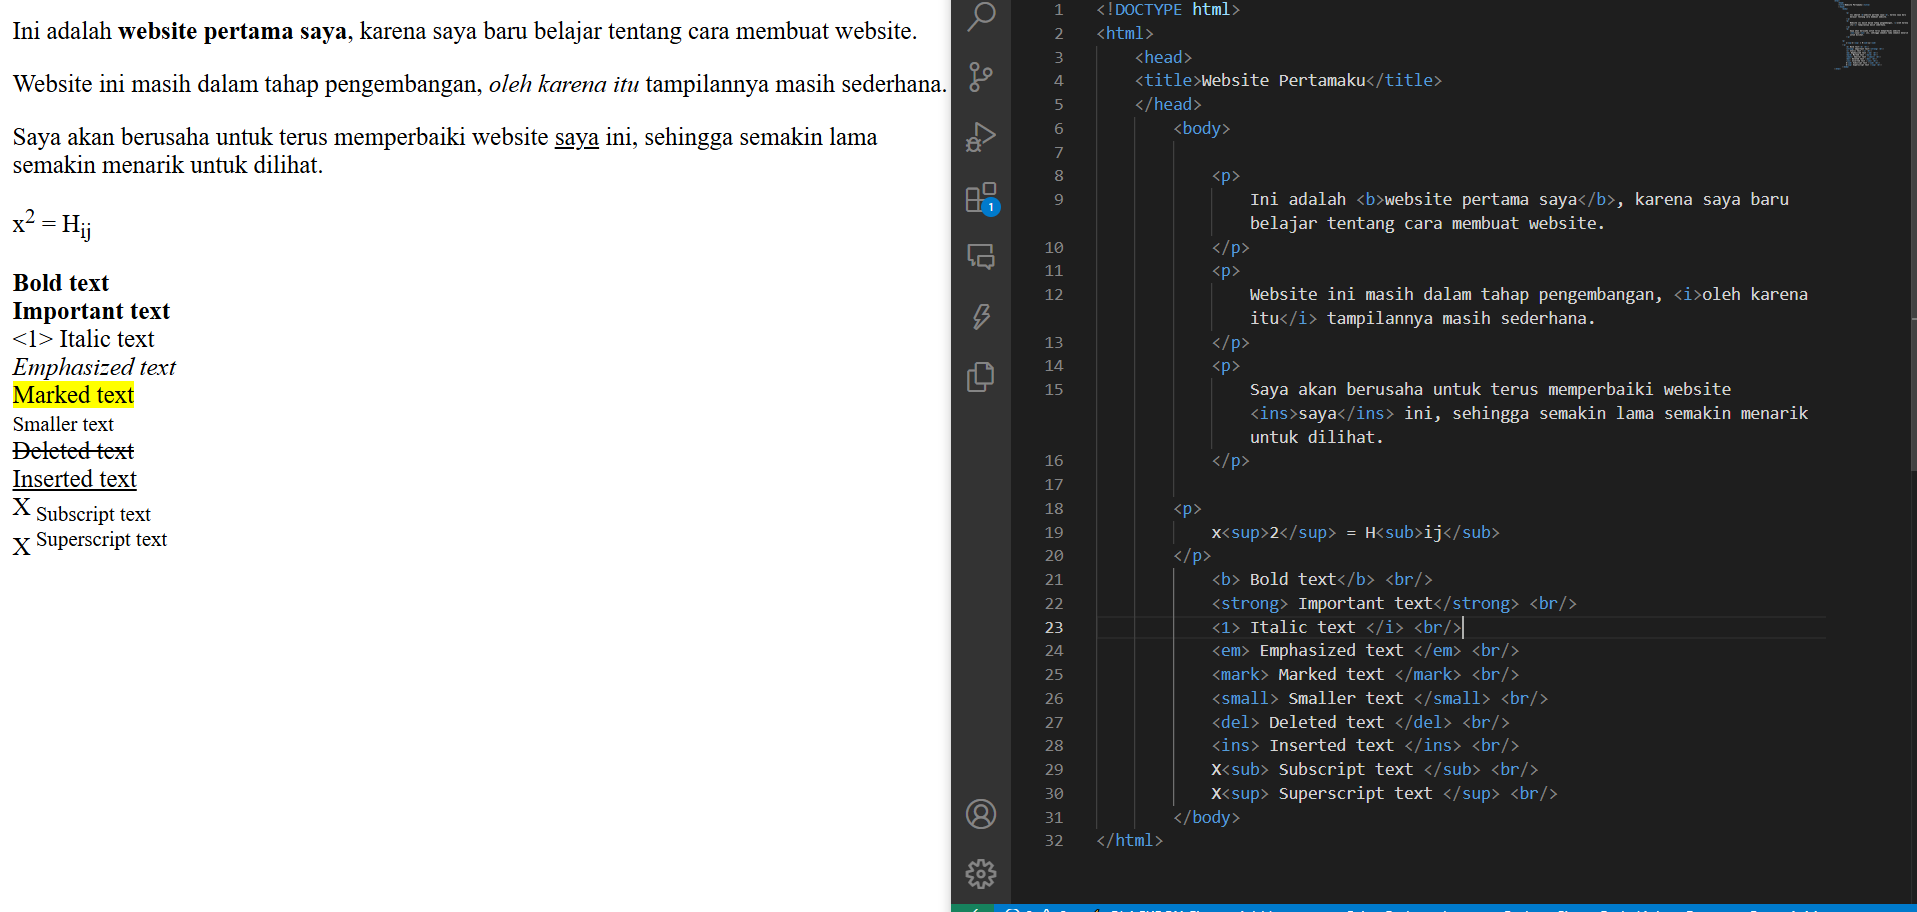 Ini adalah website pertama saya, karena saya baru belajar tentang cara membuat website.
Website ini masih dalam tahap pengembangan, oleh karena itu tampilannya masih sederhana.
Saya akan berusaha untuk terus memperbaiki website saya ini, sehingga semakin lama
semakin menarik untuk dilihat.
x2 = Hij
Bold text
Important text
<1> Italic text
Emphasized text
Marked text
Smaller text
Deleted text
Inserted text
X Subscript text
X Superscript text
1
1 <!DOCTYPE html>
2 <html>
3 <head>
4 <title>Website Pertamaku</title>
5 </head>
6 <body>
7
8 <p>
9 Ini adalah <b>website pertama saya</b>, karena saya baru
belajar tentang cara membuat website.
10 </p>
11 <p>
12 Website ini masih dalam tahap pengembangan, <i>oleh karena
itu</i> tampilannya masih sederhana.
13 </p>
14 <p>
15 Saya akan berusaha untuk terus memperbaiki website
<ins>saya</ins> ini, sehingga semakin lama semakin menarik
untuk dilihat.
16 </p>
17
18 <p>
19 x<sup>2</sup> = H<sub>ij</sub>
20 </p>
21 <b> Bold text</b> <br/>
22 <strong> Important text</strong> <br/>
23 <1> Italic text </i> <br/>
24 <em> Emphasized text </em> <br/>
25 <mark> Marked text </mark> <br/>
26 <small> Smaller text </small> <br/>
27 <del> Deleted text </del> <br/>
28 <ins> Inserted text </ins> <br/>
29 X<sub> Subscript text </sub> <br/>
30 X<sup> Superscript text </sup> <br/>
31 </body>
32 </html>